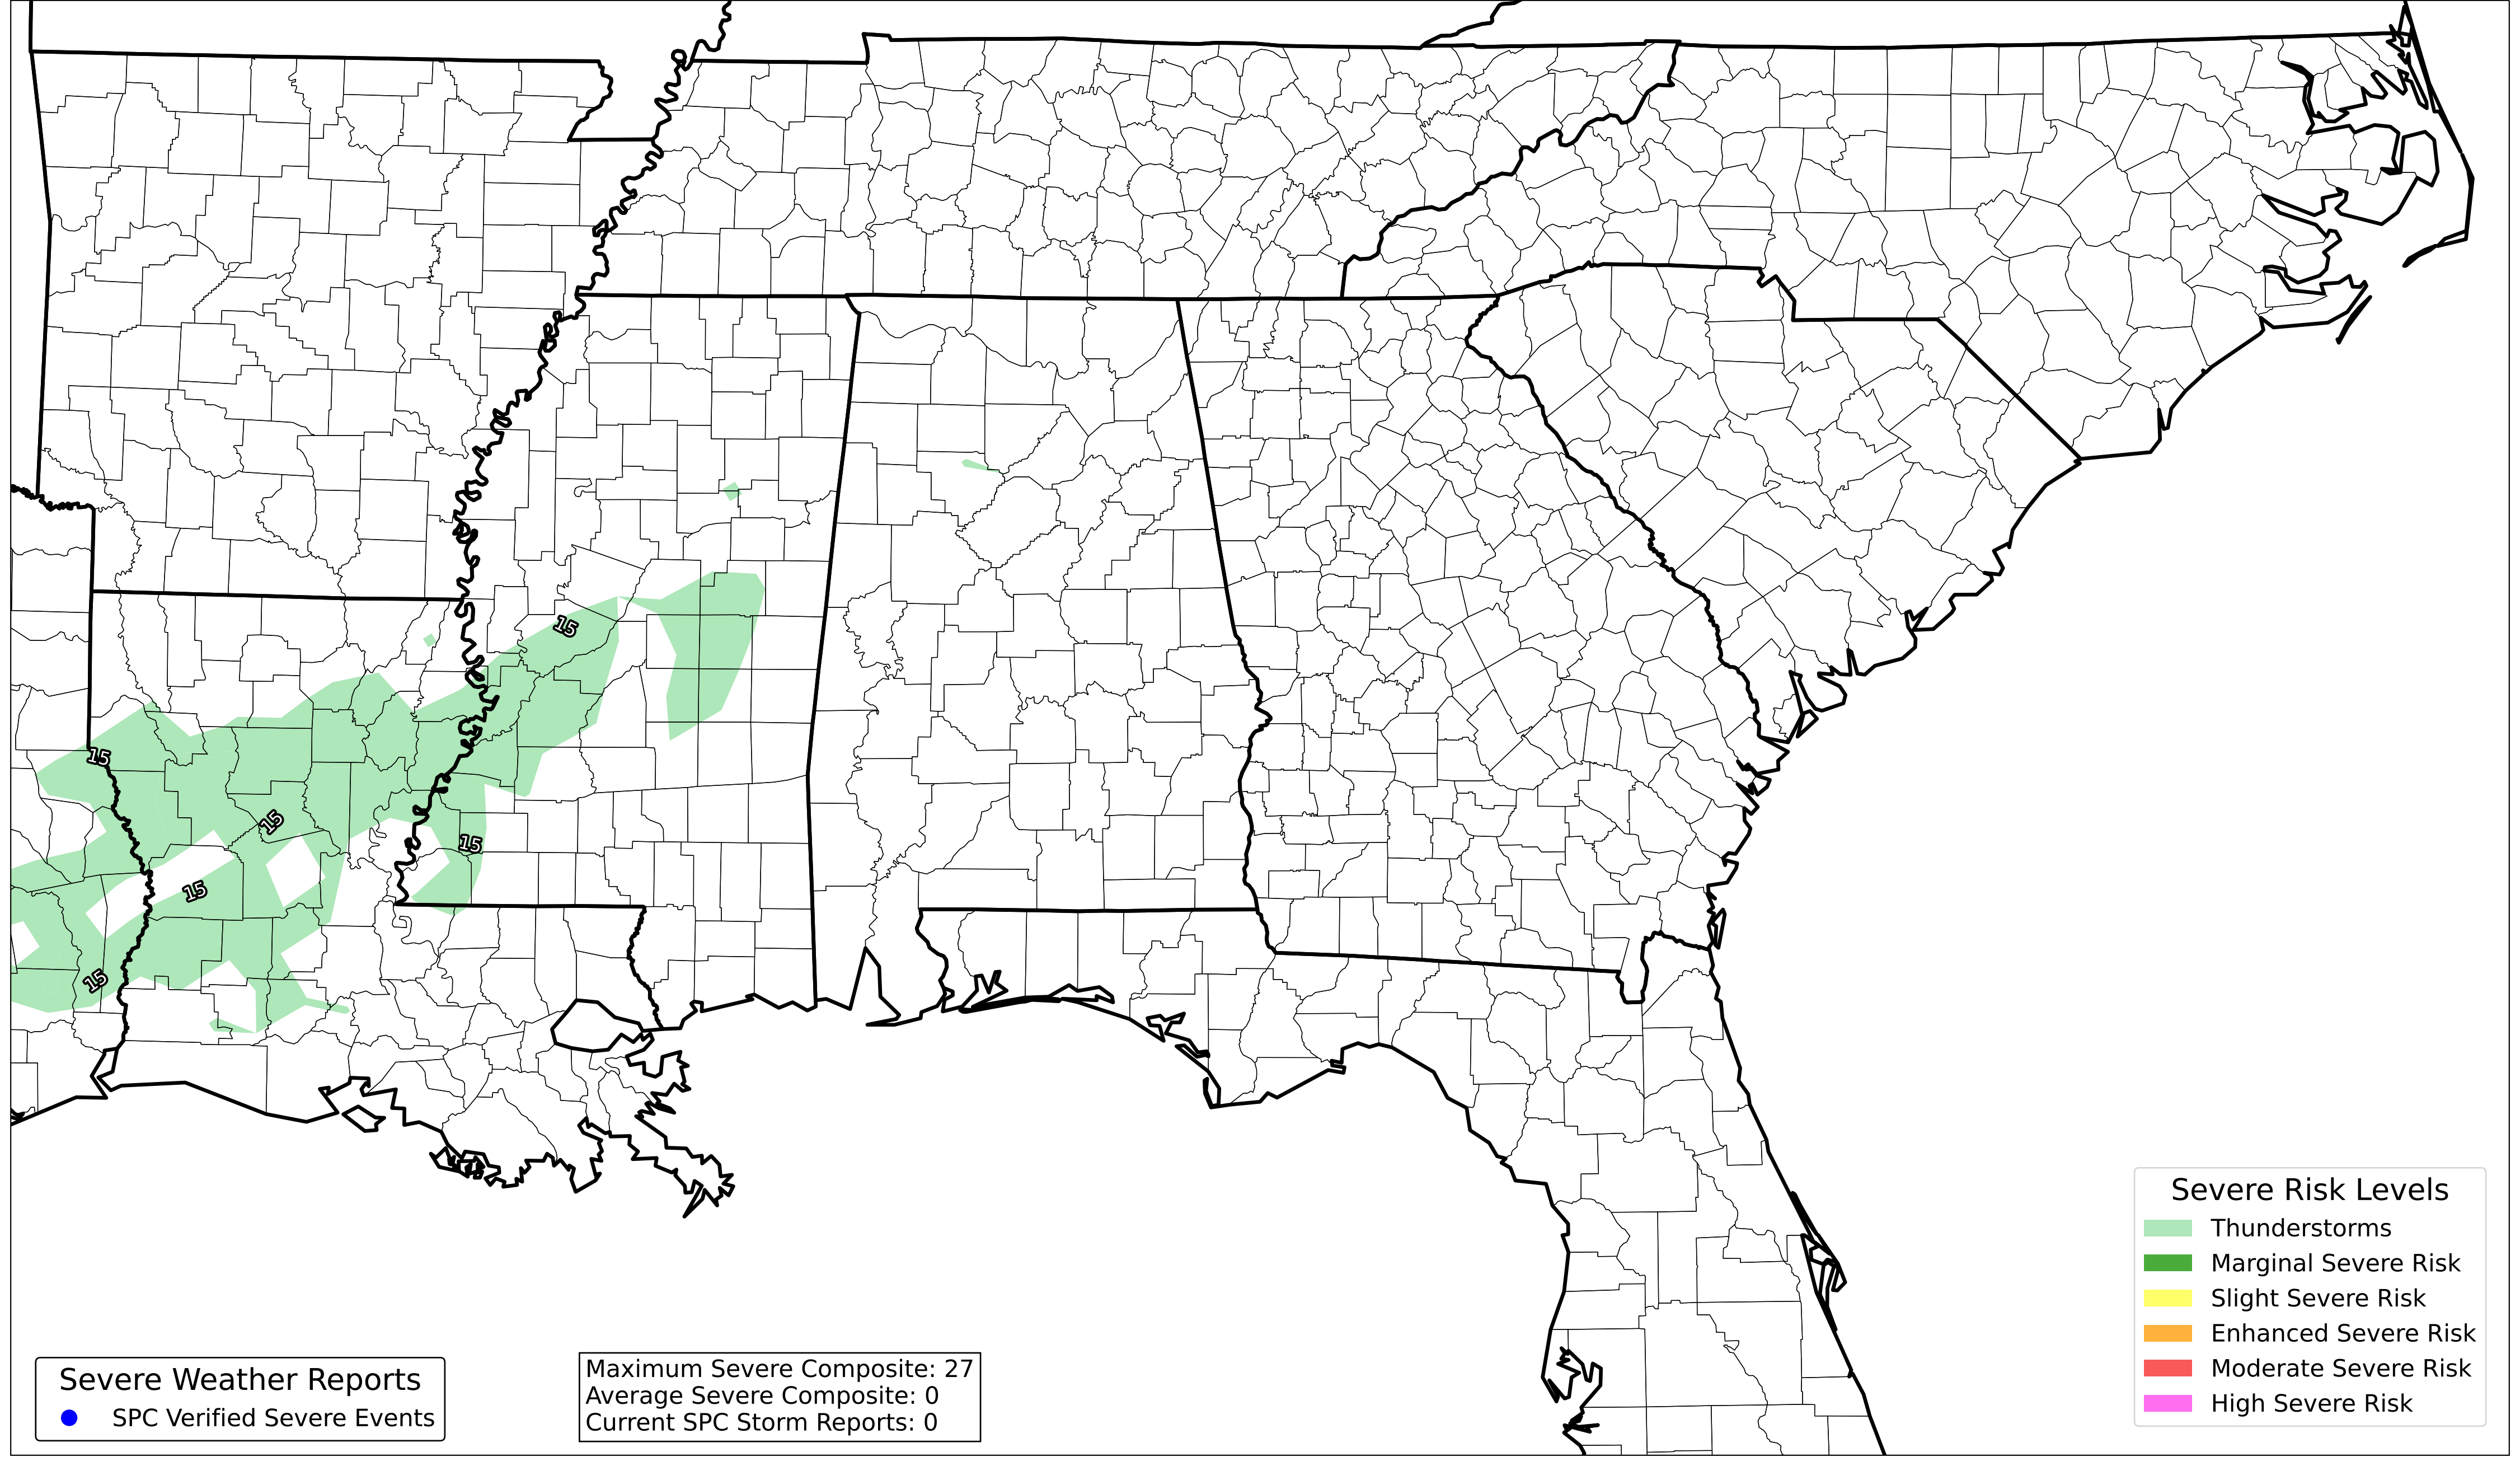 15
15
15
15
15
15
Severe Weather Reports
SPC Verified Severe Events
Maximum Severe Composite: 27
Average Severe Composite: 0
Current SPC Storm Reports: 0
Severe Risk Levels
Thunderstorms
Marginal Severe Risk
Slight Severe Risk
Enhanced Severe Risk
Moderate Severe Risk
High Severe Risk